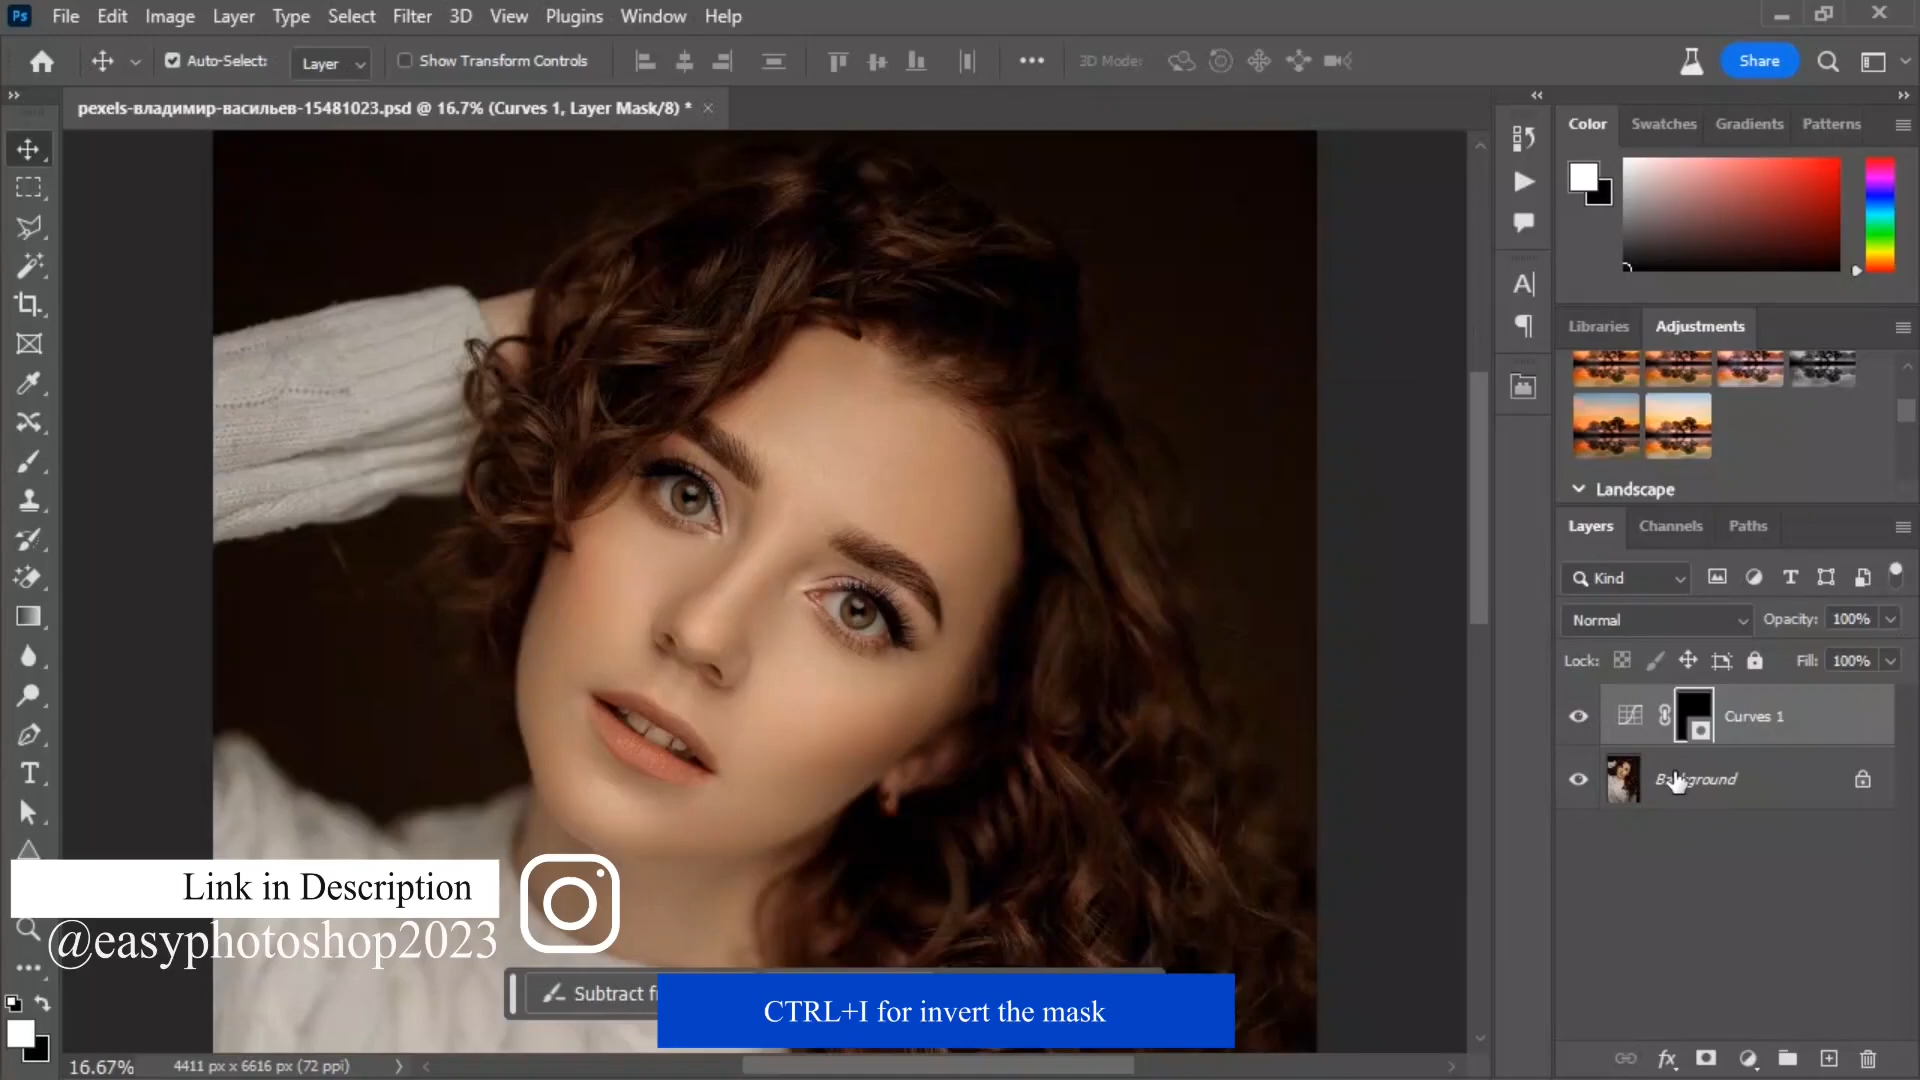 Ps File Edit Image Layer Type Select Filter 3D View Plugins Window Help
Auto-Select: Layer Show Transform Controls 3D Mode: Share
pexels-владимир-васильев-15481023.psd @ 16.7% (Curves 1, Layer Mask/8) *
Color Swatches Gradients Patterns
Libraries Adjustments
Landscape
Layers Channels Paths
Kind
Normal Opacity: 100%
Lock: Fill: 100%
Curves 1
Link in Description
@easyphotoshop2023
Subtract
CTRL+I for invert the mask
16.67% 4411 px x 6616 px (72 ppi)